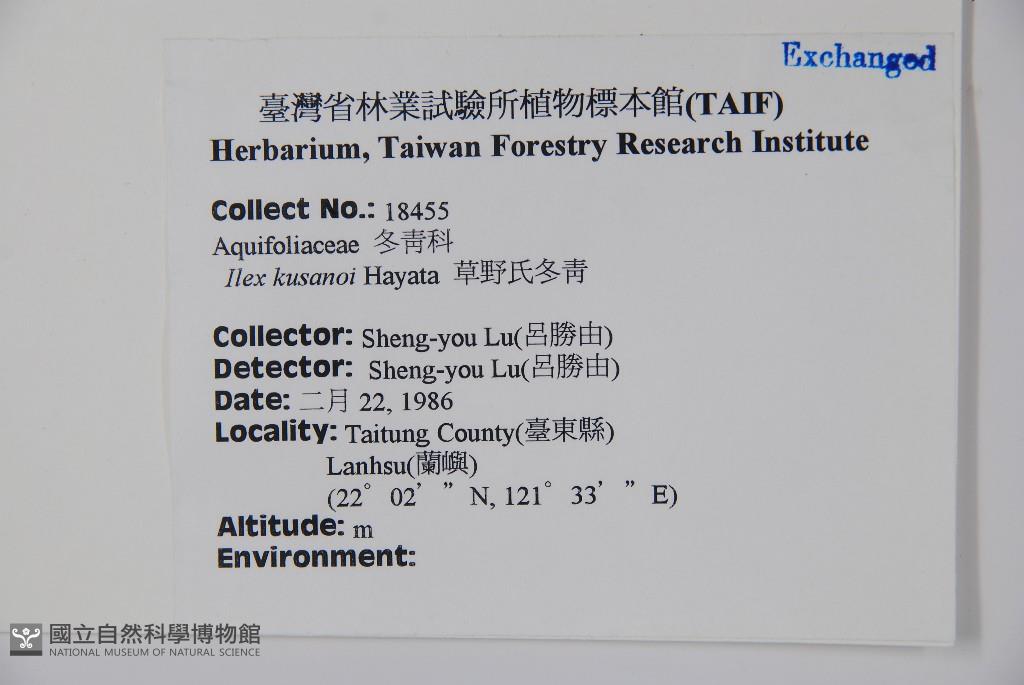 Exchanged
臺灣省林業試驗所植物標本館(TAIF)
Herbarium, Taiwan Forestry Research Institute
Collect No.: 18455
Aquifoliaceae 冬青科
Ilex kusanoi Hayata 草野氏冬青
Collector: Sheng-you Lu(呂勝由)
Detector: Sheng-you Lu(呂勝由)
Date: 二月 22, 1986
Locality: Taitung County(臺東縣)
Lanhsu(蘭嶼)
(22° 02’ ” N, 121° 33’ ” E)
Altitude: m
Environment:
國立自然科學博物館
NATIONAL MUSEUM OF NATURAL SCIENCE